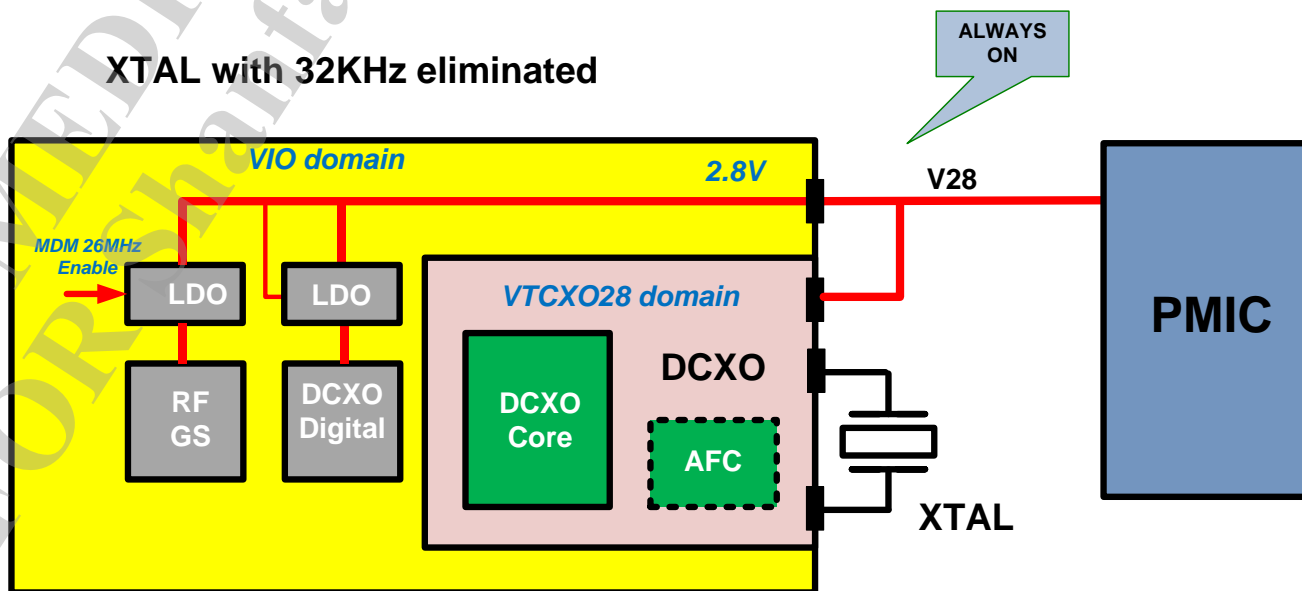 ALWAYS
ON
XTAL with 32KHz eliminated
VIO domain
2.8V
V28
MDM 26MHz
Enable
LDO
LDO
VTCXO28 domain
PMIC
DCXO
RF
GS
DCXO
Digital
DCXO
Core
AFC
XTAL